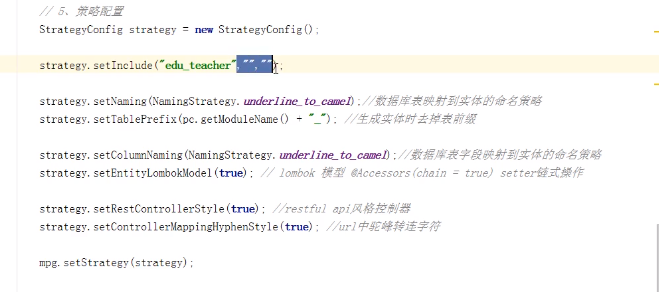 // 5、策略配置
StrategyConfig strategy = new StrategyConfig();
strategy.setInclude("edu_teacher","","");
strategy.setNaming(NamingStrategy.underline_to_camel);//数据库表映射到实体的命名策略
strategy.setTablePrefix(pc.getModuleName() + "_"); //生成实体时去掉表前缀
strategy.setColumnNaming(NamingStrategy.underline_to_camel);//数据库表字段映射到实体的命名策略
strategy.setEntityLombokModel(true); // lombok 模型 @Accessors(chain = true) setter链式操作
strategy.setRestControllerStyle(true); //restful api风格控制器
strategy.setControllerMappingHyphenStyle(true); //url中驼峰转连字符
mpg.setStrategy(strategy);